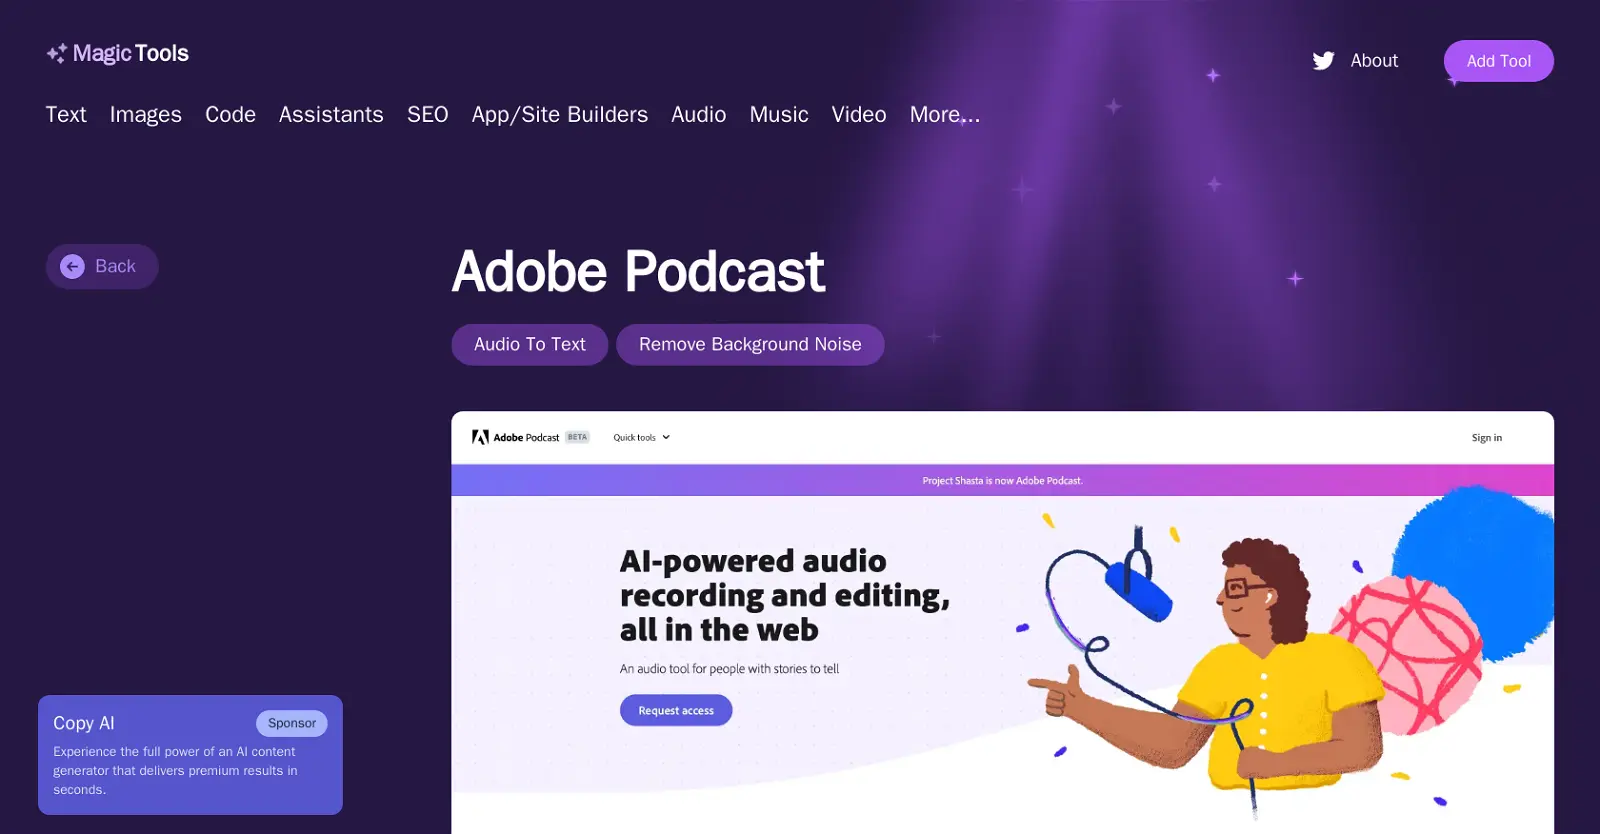 Magic Tools
About
Add Tool
Text Images Code Assistants SEO App/Site Builders Audio Music Video More...
Back
Adobe Podcast
Audio To Text
Remove Background Noise
Adobe Podcast BETA
Quick tools
Sign in
Project Shasta is now Adobe Podcast.
AI-powered audio
recording and editing,
all in the web
An audio tool for people with stories to tell
Request access
Copy AI
Sponsor
Experience the full power of an AI content
generator that delivers premium results in
seconds.